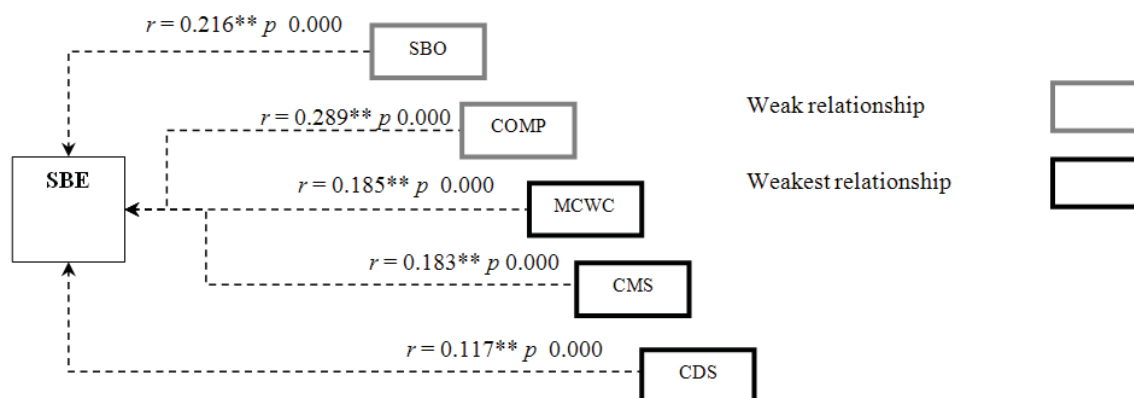 r = 0.216** p 0.000
SBO
r = 0.289** p 0.000
COMP
Weak relationship
SBE
r = 0.185** p 0.000
MCWC
Weakest relationship
r = 0.183** p 0.000
CMS
r = 0.117** p 0.000
CDS